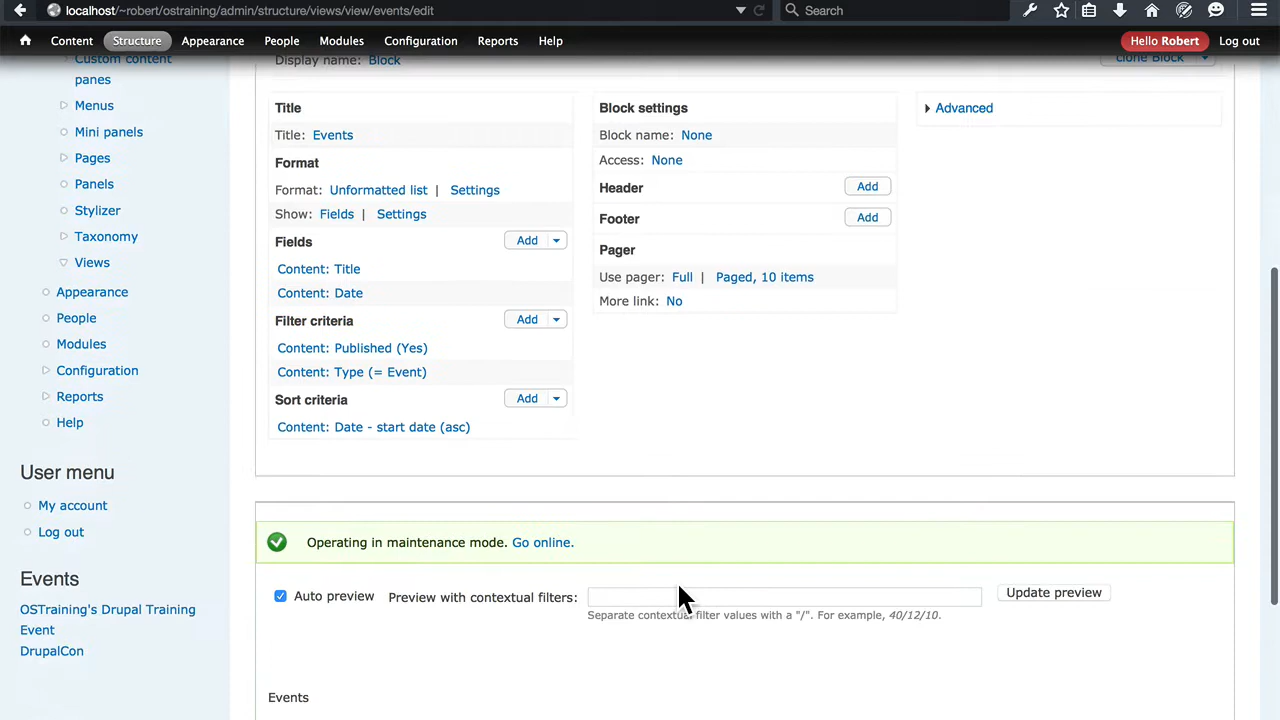 localhost/~robert/ostraining/admin/structure/views/view/events/edit
Search
Content Structure Appearance People Modules Configuration Reports Help Hello Robert Log out
Custom content
panes
Menus
Mini panels
Pages
Panels
Stylizer
Taxonomy
Views
Appearance
People
Modules
Configuration
Reports
Help
User menu
My account
Log out
Events
OSTraining's Drupal Training
Event
DrupalCon
Display name: Block
clone Block
Title
Title: Events
Format
Format: Unformatted list | Settings
Show: Fields | Settings
Fields Add
Content: Title
Content: Date
Filter criteria Add
Content: Published (Yes)
Content: Type (= Event)
Sort criteria Add
Content: Date - start date (asc)
Block settings
Block name: None
Access: None
Header Add
Footer Add
Pager
Use pager: Full | Paged, 10 items
More link: No
Advanced
Operating in maintenance mode. Go online.
Auto preview Preview with contextual filters: Update preview
Separate contextual filter values with a "/". For example, 40/12/10.
Events